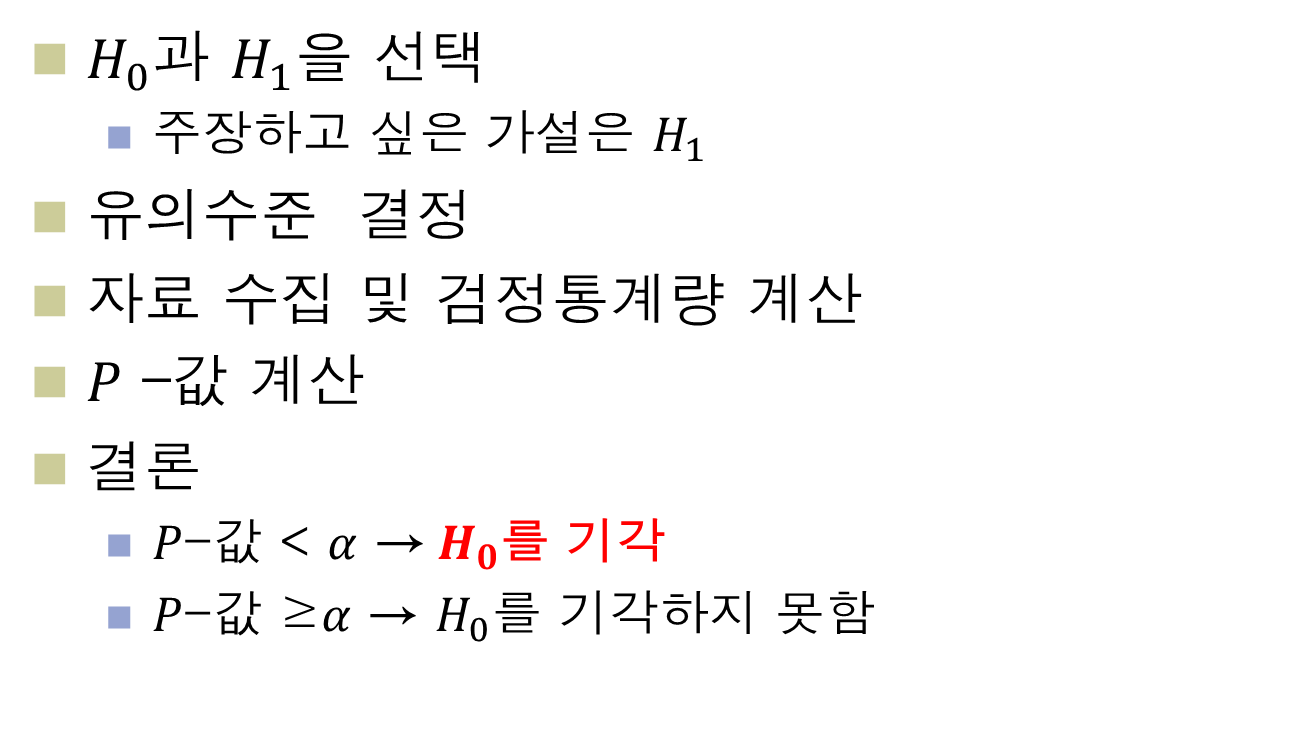 H₀과 H₁을 선택
주장하고 싶은 가설은 H₁
유의수준 결정
자료 수집 및 검정통계량 계산
P −값 계산
결론
P−값 < α → H₀를 기각
P−값 ≥α → H₀를 기각하지 못함